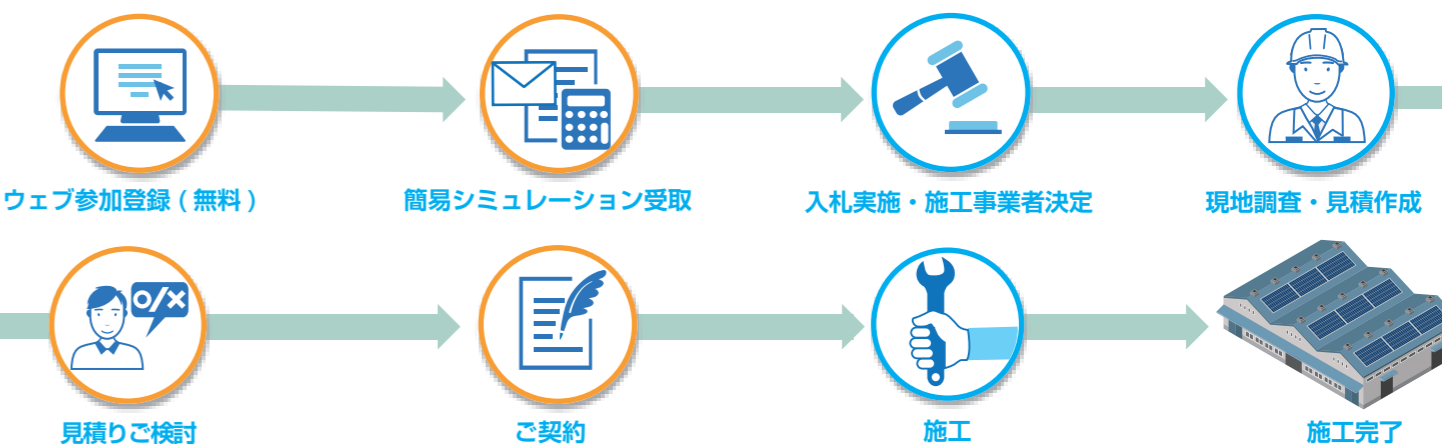 ウェブ参加登録 ( 無料 )
簡易シミュレーション受取
入札実施・施工事業者決定
現地調査・見積作成
O/×
見積りご検討
ご契約
施工
施工完了